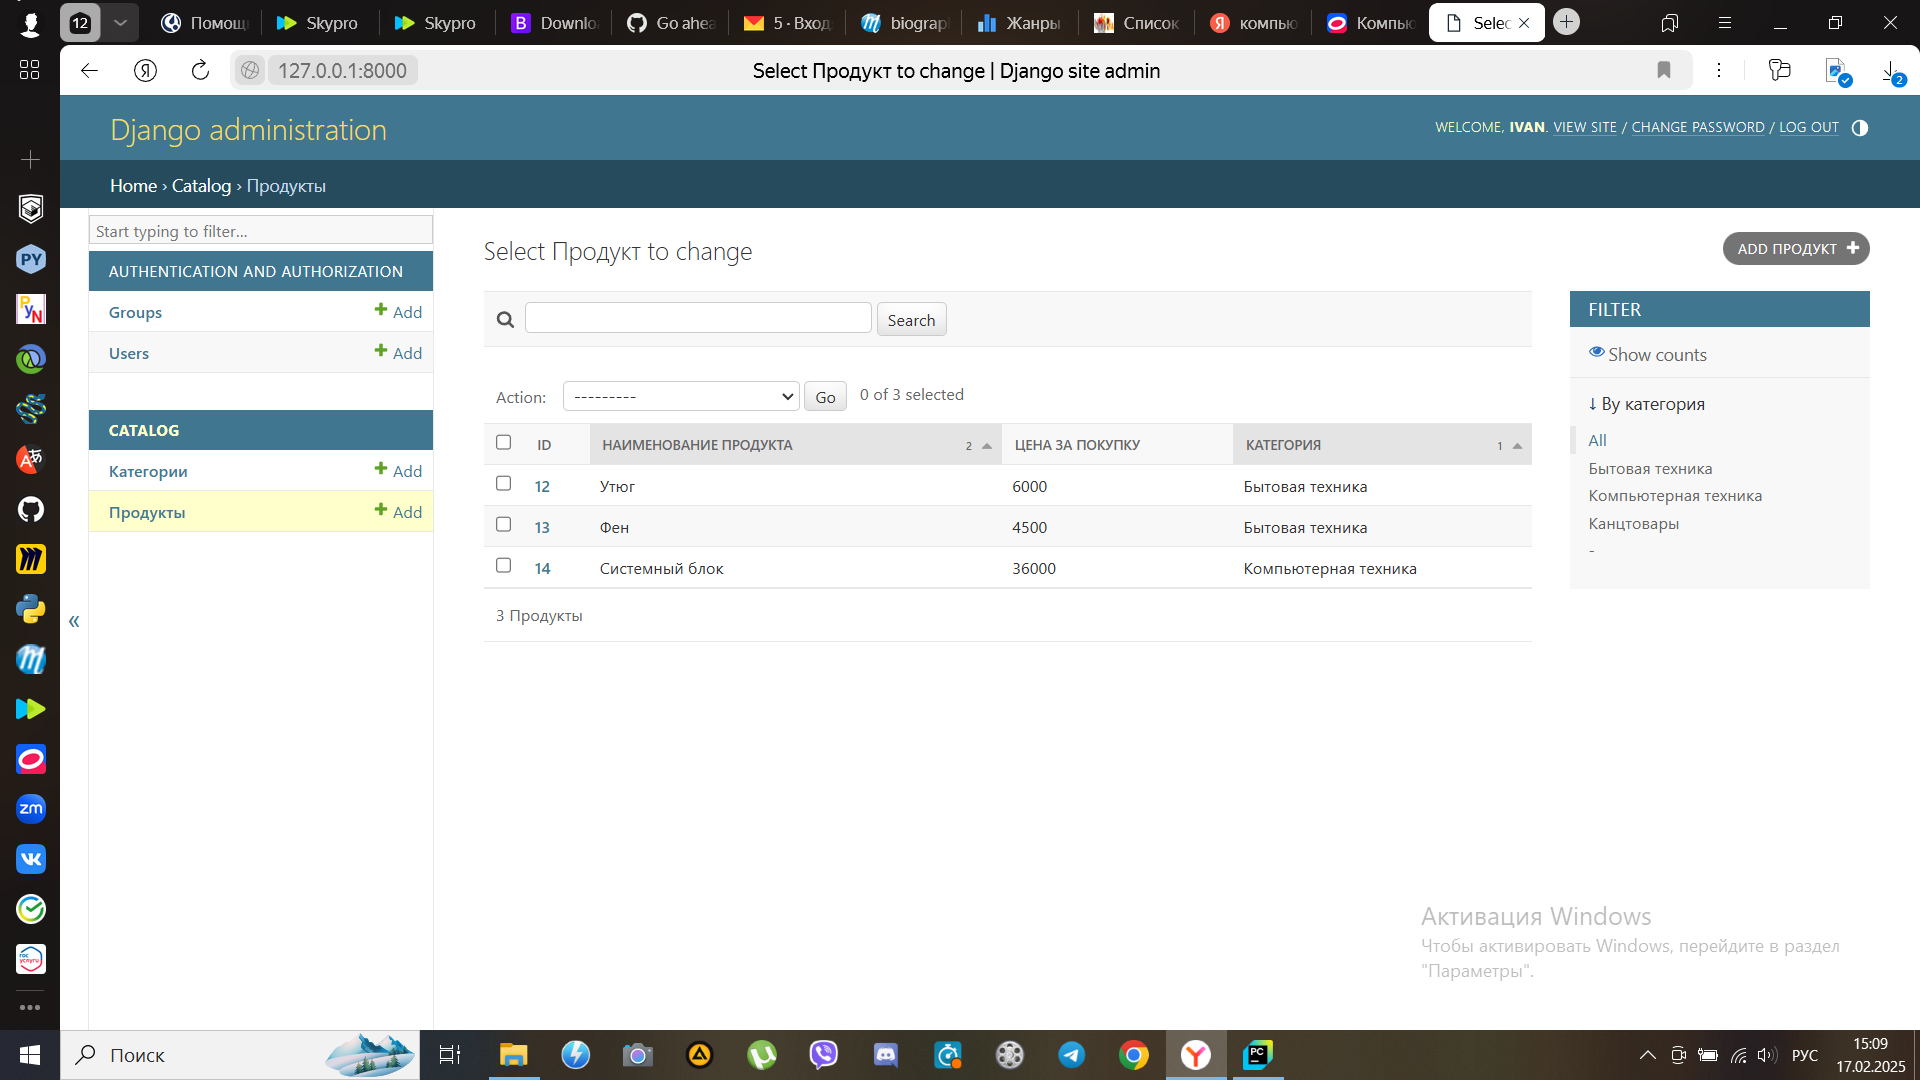 12
Помощ
Skypro
Skypro
Downlo
Go ahea
5 · Вход
biograp
Жанры
Список
компью
Компью
Selec
127.0.0.1:8000
Select Продукт to change | Django site admin
2
Django administration
WELCOME, IVAN. VIEW SITE / CHANGE PASSWORD / LOG OUT
Home › Catalog › Продукты
Start typing to filter...
AUTHENTICATION AND AUTHORIZATION
Groups
Add
Users
Add
CATALOG
Категории
Add
Продукты
Add
«
Select Продукт to change
ADD ПРОДУКТ
Search
Action:
---------
Go
0 of 3 selected
ID
НАИМЕНОВАНИЕ ПРОДУКТА
2
ЦЕНА ЗА ПОКУПКУ
КАТЕГОРИЯ
1
12
Утюг
6000
Бытовая техника
13
Фен
4500
Бытовая техника
14
Системный блок
36000
Компьютерная техника
3 Продукты
FILTER
Show counts
↓ By категория
All
Бытовая техника
Компьютерная техника
Канцтовары
-
Активация Windows
Чтобы активировать Windows, перейдите в раздел
"Параметры".
PY
zm
Поиск
PC
РУС
15:09
17.02.2025